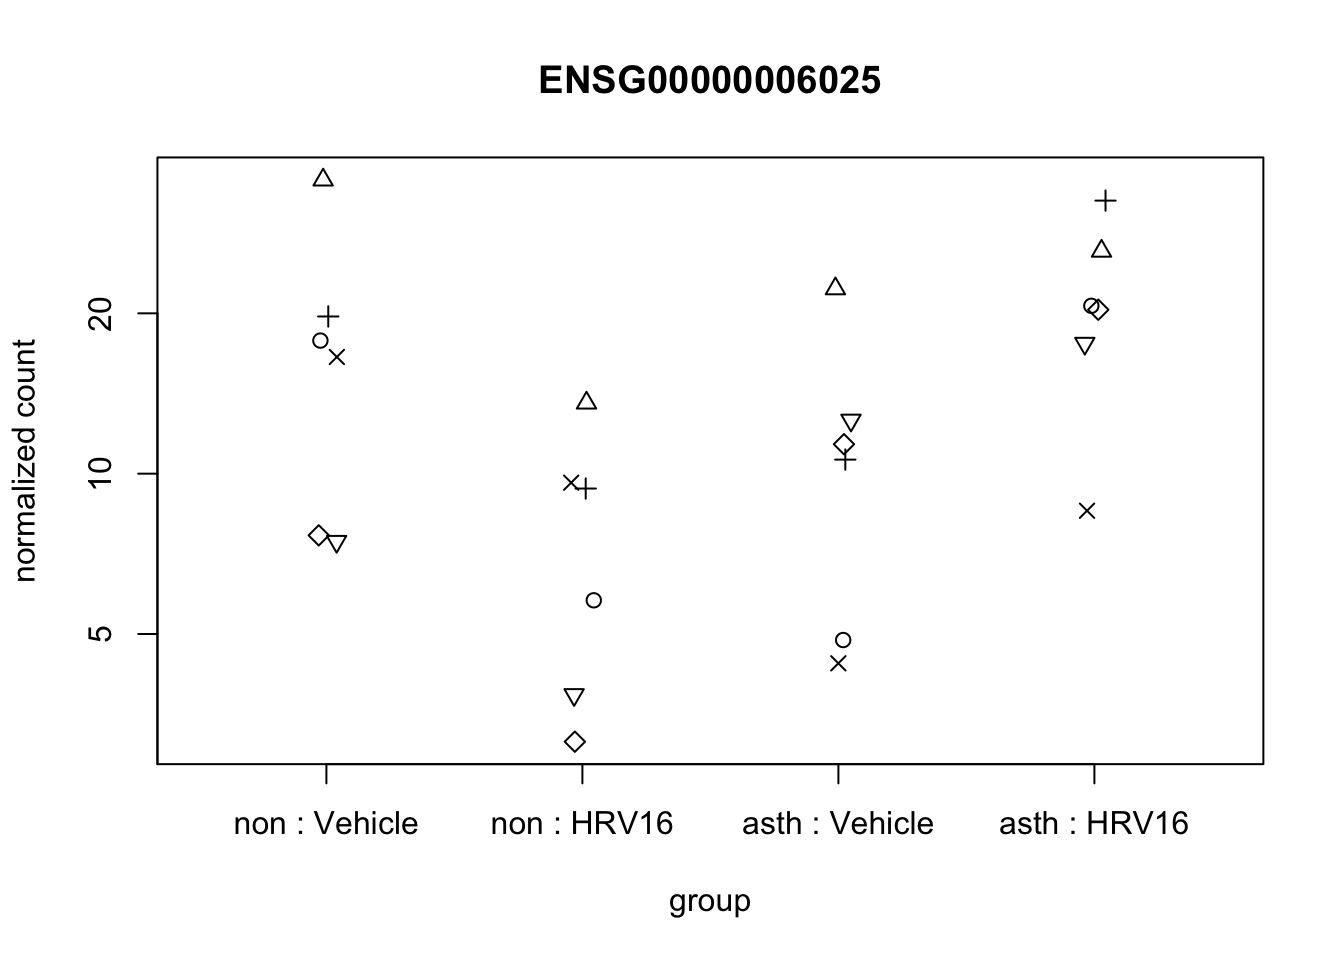 ENSG00000006025
normalized count
20
10
5
non : Vehicle
non : HRV16
asth : Vehicle
asth : HRV16
group